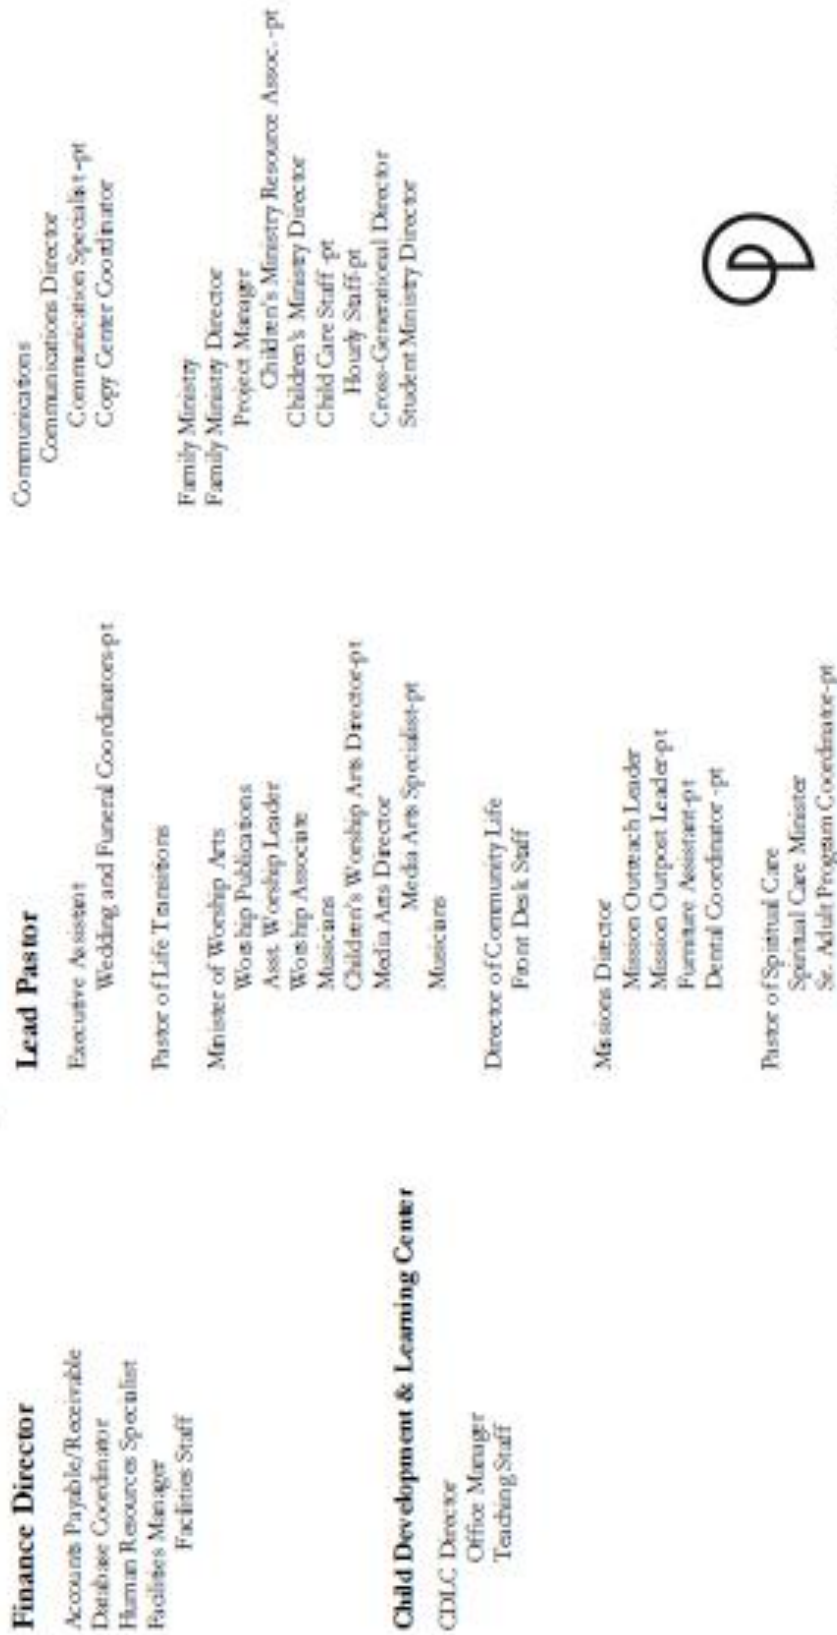 Finance Director
Accounts Payable/Receivable
Database Coordinator
Human Resources Specialist
Facilities Manager
Facilities Staff
Child Development & Learning Center
CDLC Director
Office Manager
Teaching Staff
Lead Pastor
Executive Assistant
Wedding and Funeral Coordinators-pt
Pastor of Life Transitions
Minister of Worship Arts
Worship Publications
Asst. Worship Leader
Worship Associate
Musicians
Children's Worship Arts Director-pt
Media Arts Director
Media Arts Specialist-pt
Musicians
Director of Community Life
Front Desk Staff
Missions Director
Mission Outreach Leader
Mission Outpost Leader-pt
Furniture Assistant-pt
Dental Coordinator -pt
Pastor of Spiritual Care
Spiritual Care Minister
Sr. Adult Program Coordinator-pt
Communications
Communications Director
Communication Specialist -pt
Copy Center Coordinator
Family Ministry
Family Ministry Director
Project Manager
Children's Ministry Resource Assoc. -pt
Children's Ministry Director
Child Care Staff -pt
Hourly Staff-pt
Cross-Generational Director
Student Ministry Director